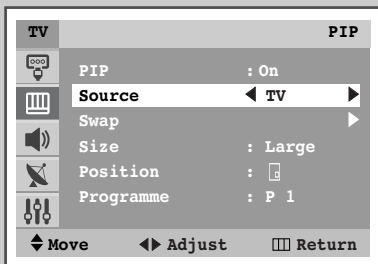 TV PIP
PIP : On
Source TV
Swap
Size : Large
Position :
Programme : P 1
Move Adjust Return